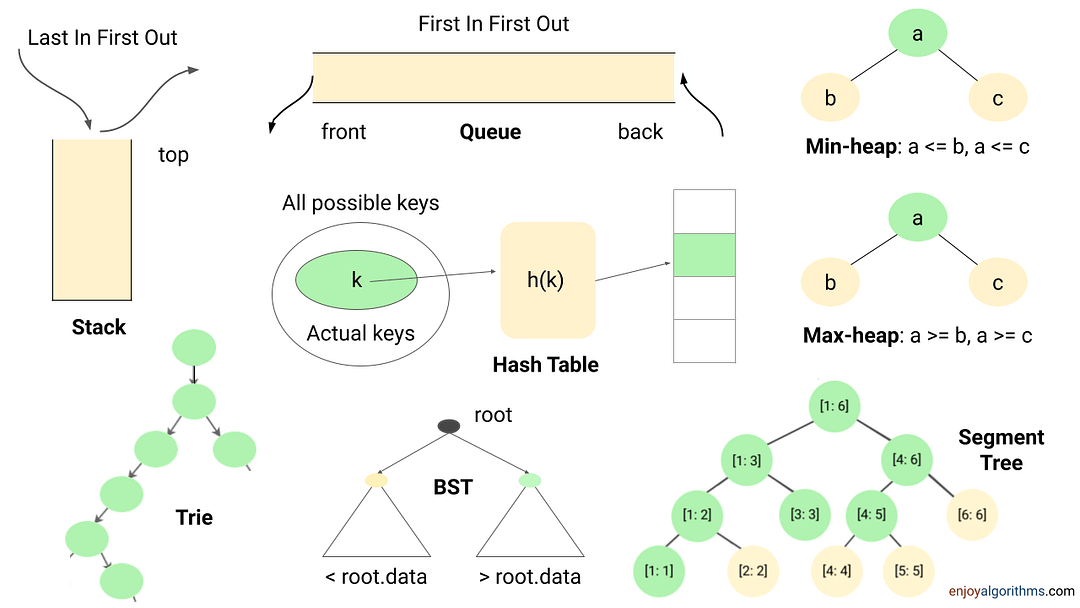 Last In First Out
top
Stack
First In First Out
front
Queue
back
a
b
c
Min-heap: a <= b, a <= c
All possible keys
k
Actual keys
h(k)
Hash Table
a
b
c
Max-heap: a >= b, a >= c
Trie
root
BST
< root.data
> root.data
[1: 6]
[1: 3]
[4: 6]
[1: 2]
[3: 3]
[4: 5]
[6: 6]
[1: 1]
[2: 2]
[4: 4]
[5: 5]
Segment
Tree
enjoyalgorithms.com